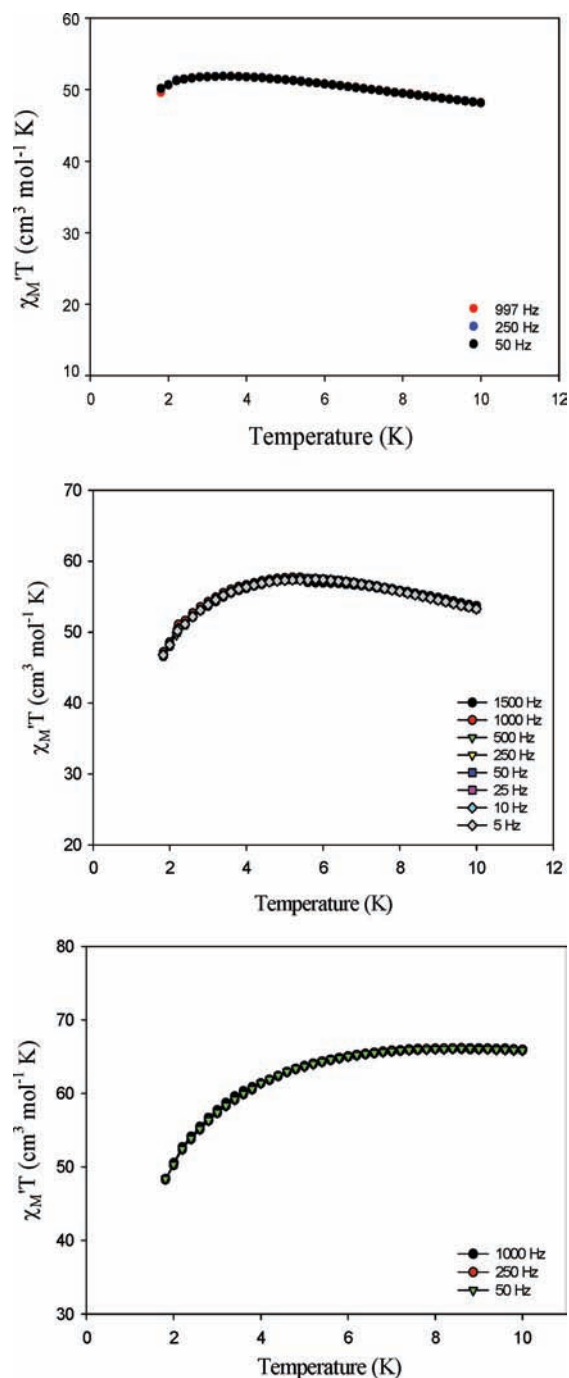 60
50
40
30
20
10
χM'T (cm3 mol-1 K)
997 Hz
250 Hz
50 Hz
0 2 4 6 8 10 12
Temperature (K)
70
60
50
40
30
20
χM'T (cm3 mol-1 K)
1500 Hz
1000 Hz
500 Hz
250 Hz
50 Hz
25 Hz
10 Hz
5 Hz
0 2 4 6 8 10 12
Temperature (K)
80
70
60
50
40
30
χM'T (cm3 mol-1 K)
1000 Hz
250 Hz
50 Hz
0 2 4 6 8 10
Temperature (K)